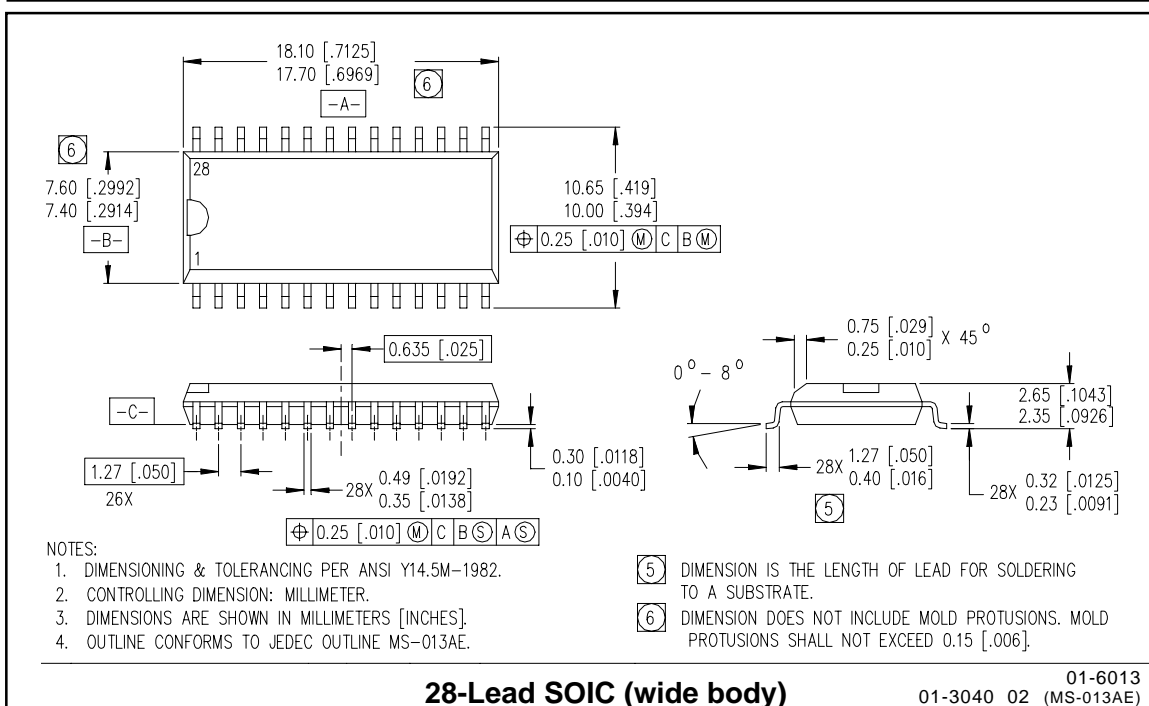 18.10 [.7125]
17.70 [.6969]
-A-
6
6
7.60 [.2992]
7.40 [.2914]
-B-
28
1
10.65 [.419]
10.00 [.394]
⌖ 0.25 [.010] Ⓜ C B Ⓜ
0.635 [.025]
-C-
1.27 [.050]
26X
28X 0.49 [.0192]
0.35 [.0138]
⌖ 0.25 [.010] Ⓜ C B Ⓢ A Ⓢ
0.30 [.0118]
0.10 [.0040]
0.75 [.029]
0.25 [.010] X 45°
0° - 8°
2.65 [.1043]
2.35 [.0926]
28X 1.27 [.050]
0.40 [.016]
5
28X 0.32 [.0125]
0.23 [.0091]
NOTES:
1. DIMENSIONING & TOLERANCING PER ANSI Y14.5M-1982.
2. CONTROLLING DIMENSION: MILLIMETER.
3. DIMENSIONS ARE SHOWN IN MILLIMETERS [INCHES].
4. OUTLINE CONFORMS TO JEDEC OUTLINE MS-013AE.
5 DIMENSION IS THE LENGTH OF LEAD FOR SOLDERING
TO A SUBSTRATE.
6 DIMENSION DOES NOT INCLUDE MOLD PROTUSIONS. MOLD
PROTUSIONS SHALL NOT EXCEED 0.15 [.006].
28-Lead SOIC (wide body)
01-6013
01-3040 02 (MS-013AE)